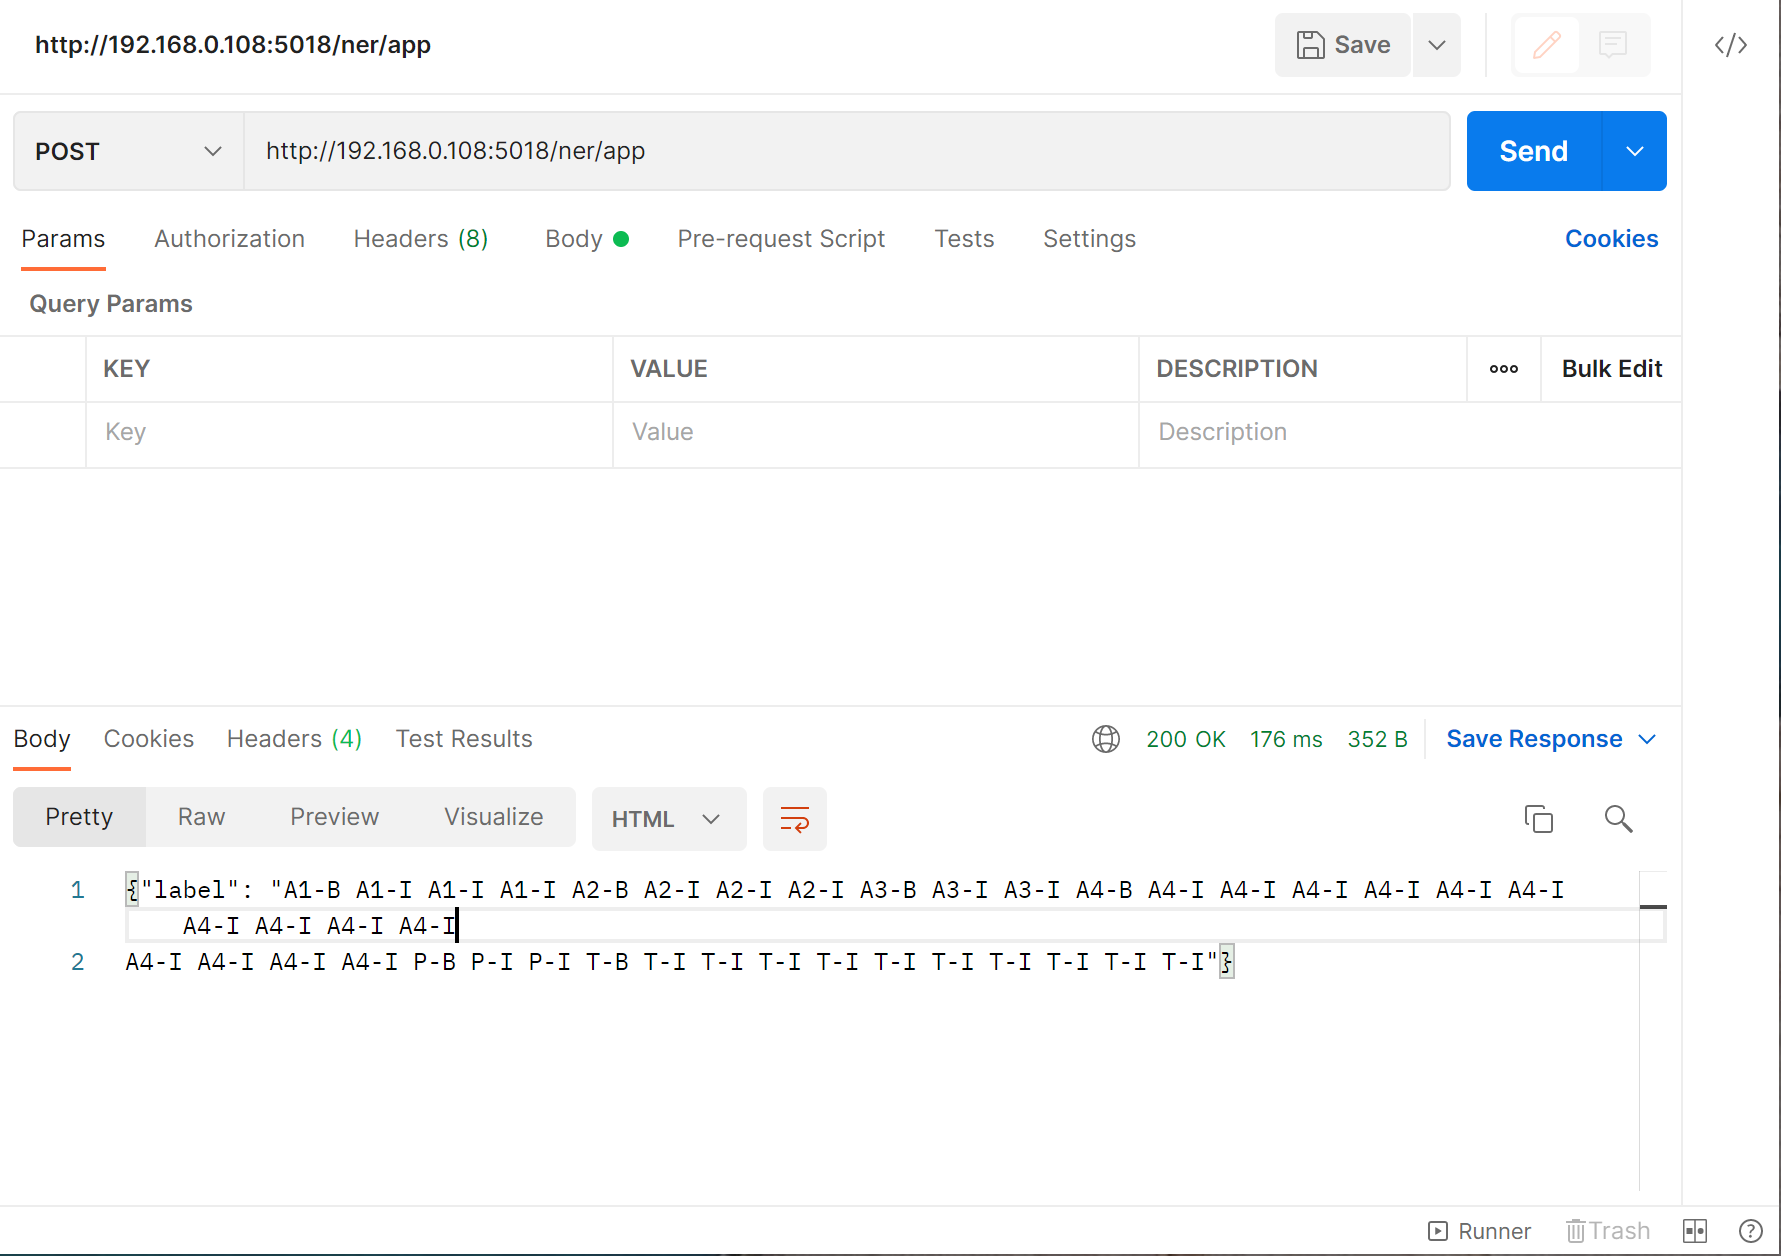 http://192.168.0.108:5018/ner/app
Save
POST
http://192.168.0.108:5018/ner/app
Send
Params Authorization Headers (8) Body Pre-request Script Tests Settings Cookies
Query Params
KEY VALUE DESCRIPTION Bulk Edit
Key Value Description
Body Cookies Headers (4) Test Results 200 OK 176 ms 352 B Save Response
Pretty Raw Preview Visualize HTML
1 {"label": "A1-B A1-I A1-I A1-I A2-B A2-I A2-I A2-I A3-B A3-I A3-I A4-B A4-I A4-I A4-I A4-I A4-I A4-I
A4-I A4-I A4-I A4-I
2 A4-I A4-I A4-I A4-I P-B P-I P-I T-B T-I T-I T-I T-I T-I T-I T-I T-I T-I T-I"}
Runner Trash